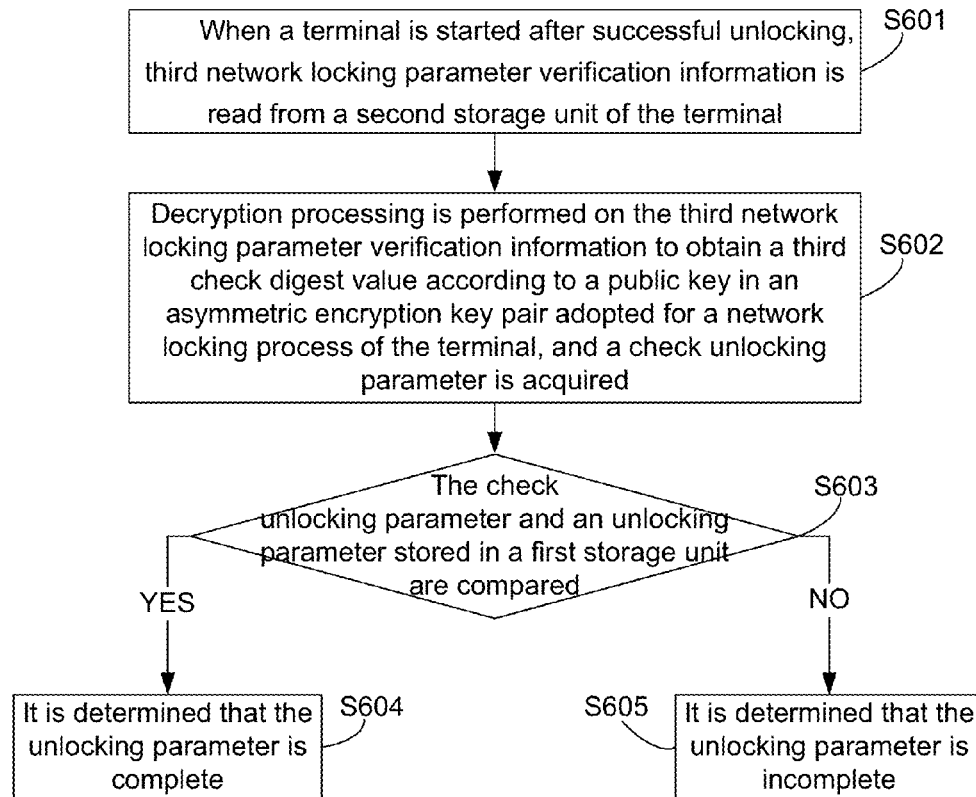 When a terminal is started after successful unlocking,
third network locking parameter verification information is
read from a second storage unit of the terminal
S601
Decryption processing is performed on the third network
locking parameter verification information to obtain a third
check digest value according to a public key in an
asymmetric encryption key pair adopted for a network
locking process of the terminal, and a check unlocking
parameter is acquired
S602
The check
unlocking parameter and an unlocking
parameter stored in a first storage unit
are compared
S603
YES
NO
It is determined that the
unlocking parameter is
complete
S604
S605
It is determined that the
unlocking parameter is
incomplete